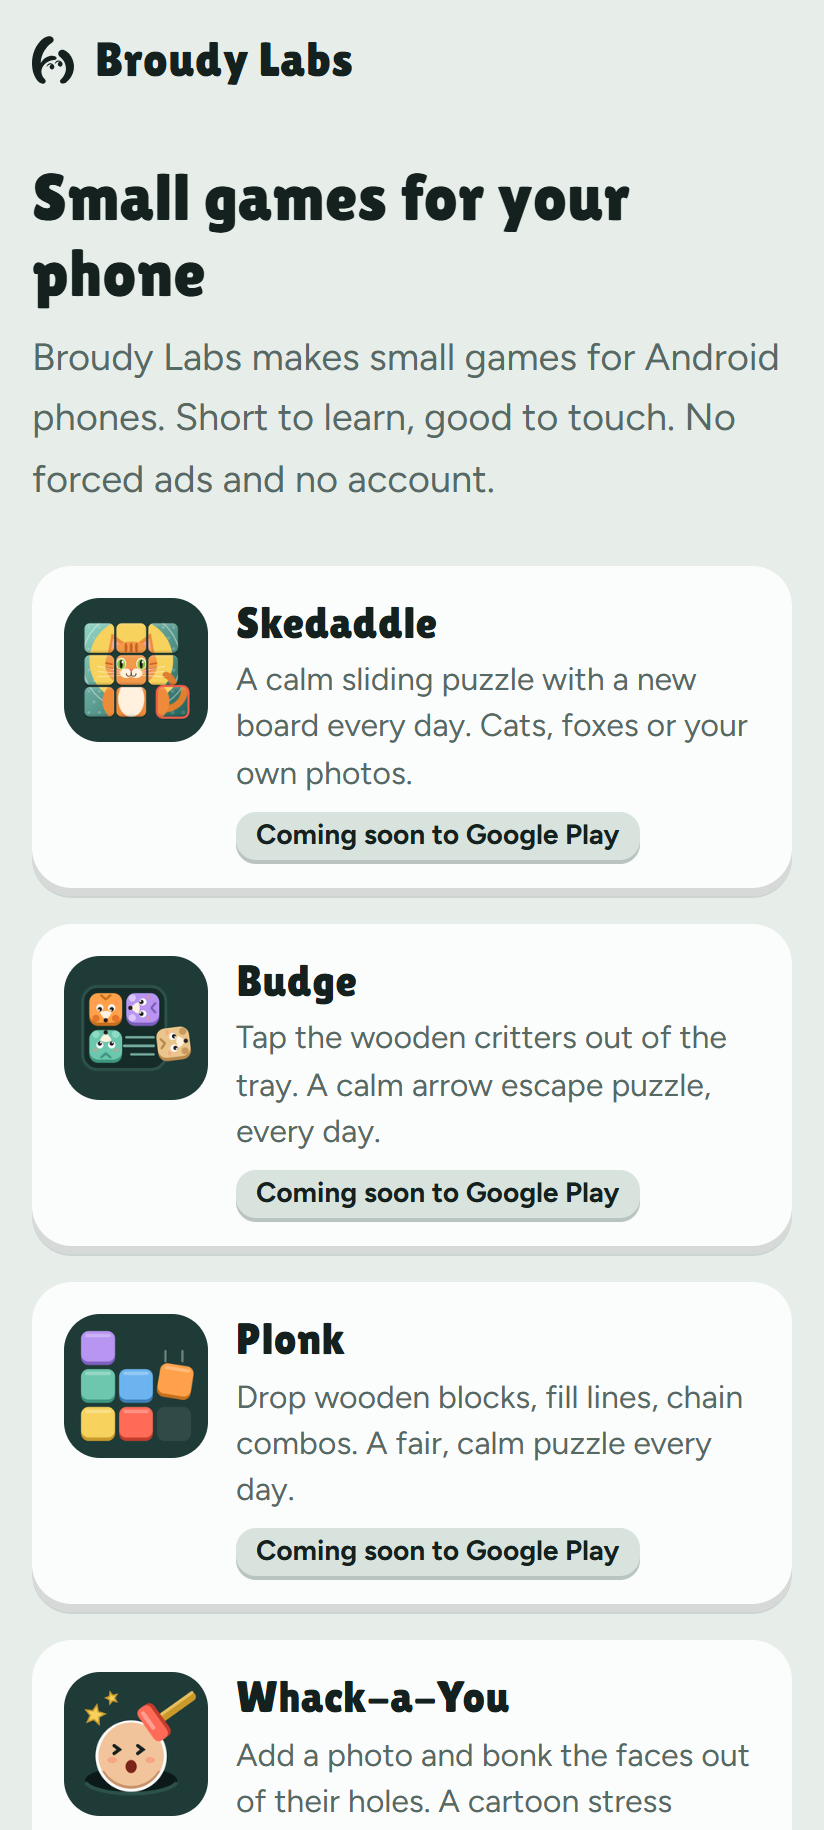 Broudy Labs
Small games for your
phone
Broudy Labs makes small games for Android
phones. Short to learn, good to touch. No
forced ads and no account.
Skedaddle
A calm sliding puzzle with a new
board every day. Cats, foxes or your
own photos.
Coming soon to Google Play
Budge
Tap the wooden critters out of the
tray. A calm arrow escape puzzle,
every day.
Coming soon to Google Play
Plonk
Drop wooden blocks, fill lines, chain
combos. A fair, calm puzzle every
day.
Coming soon to Google Play
Whack-a-You
Add a photo and bonk the faces out
of their holes. A cartoon stress